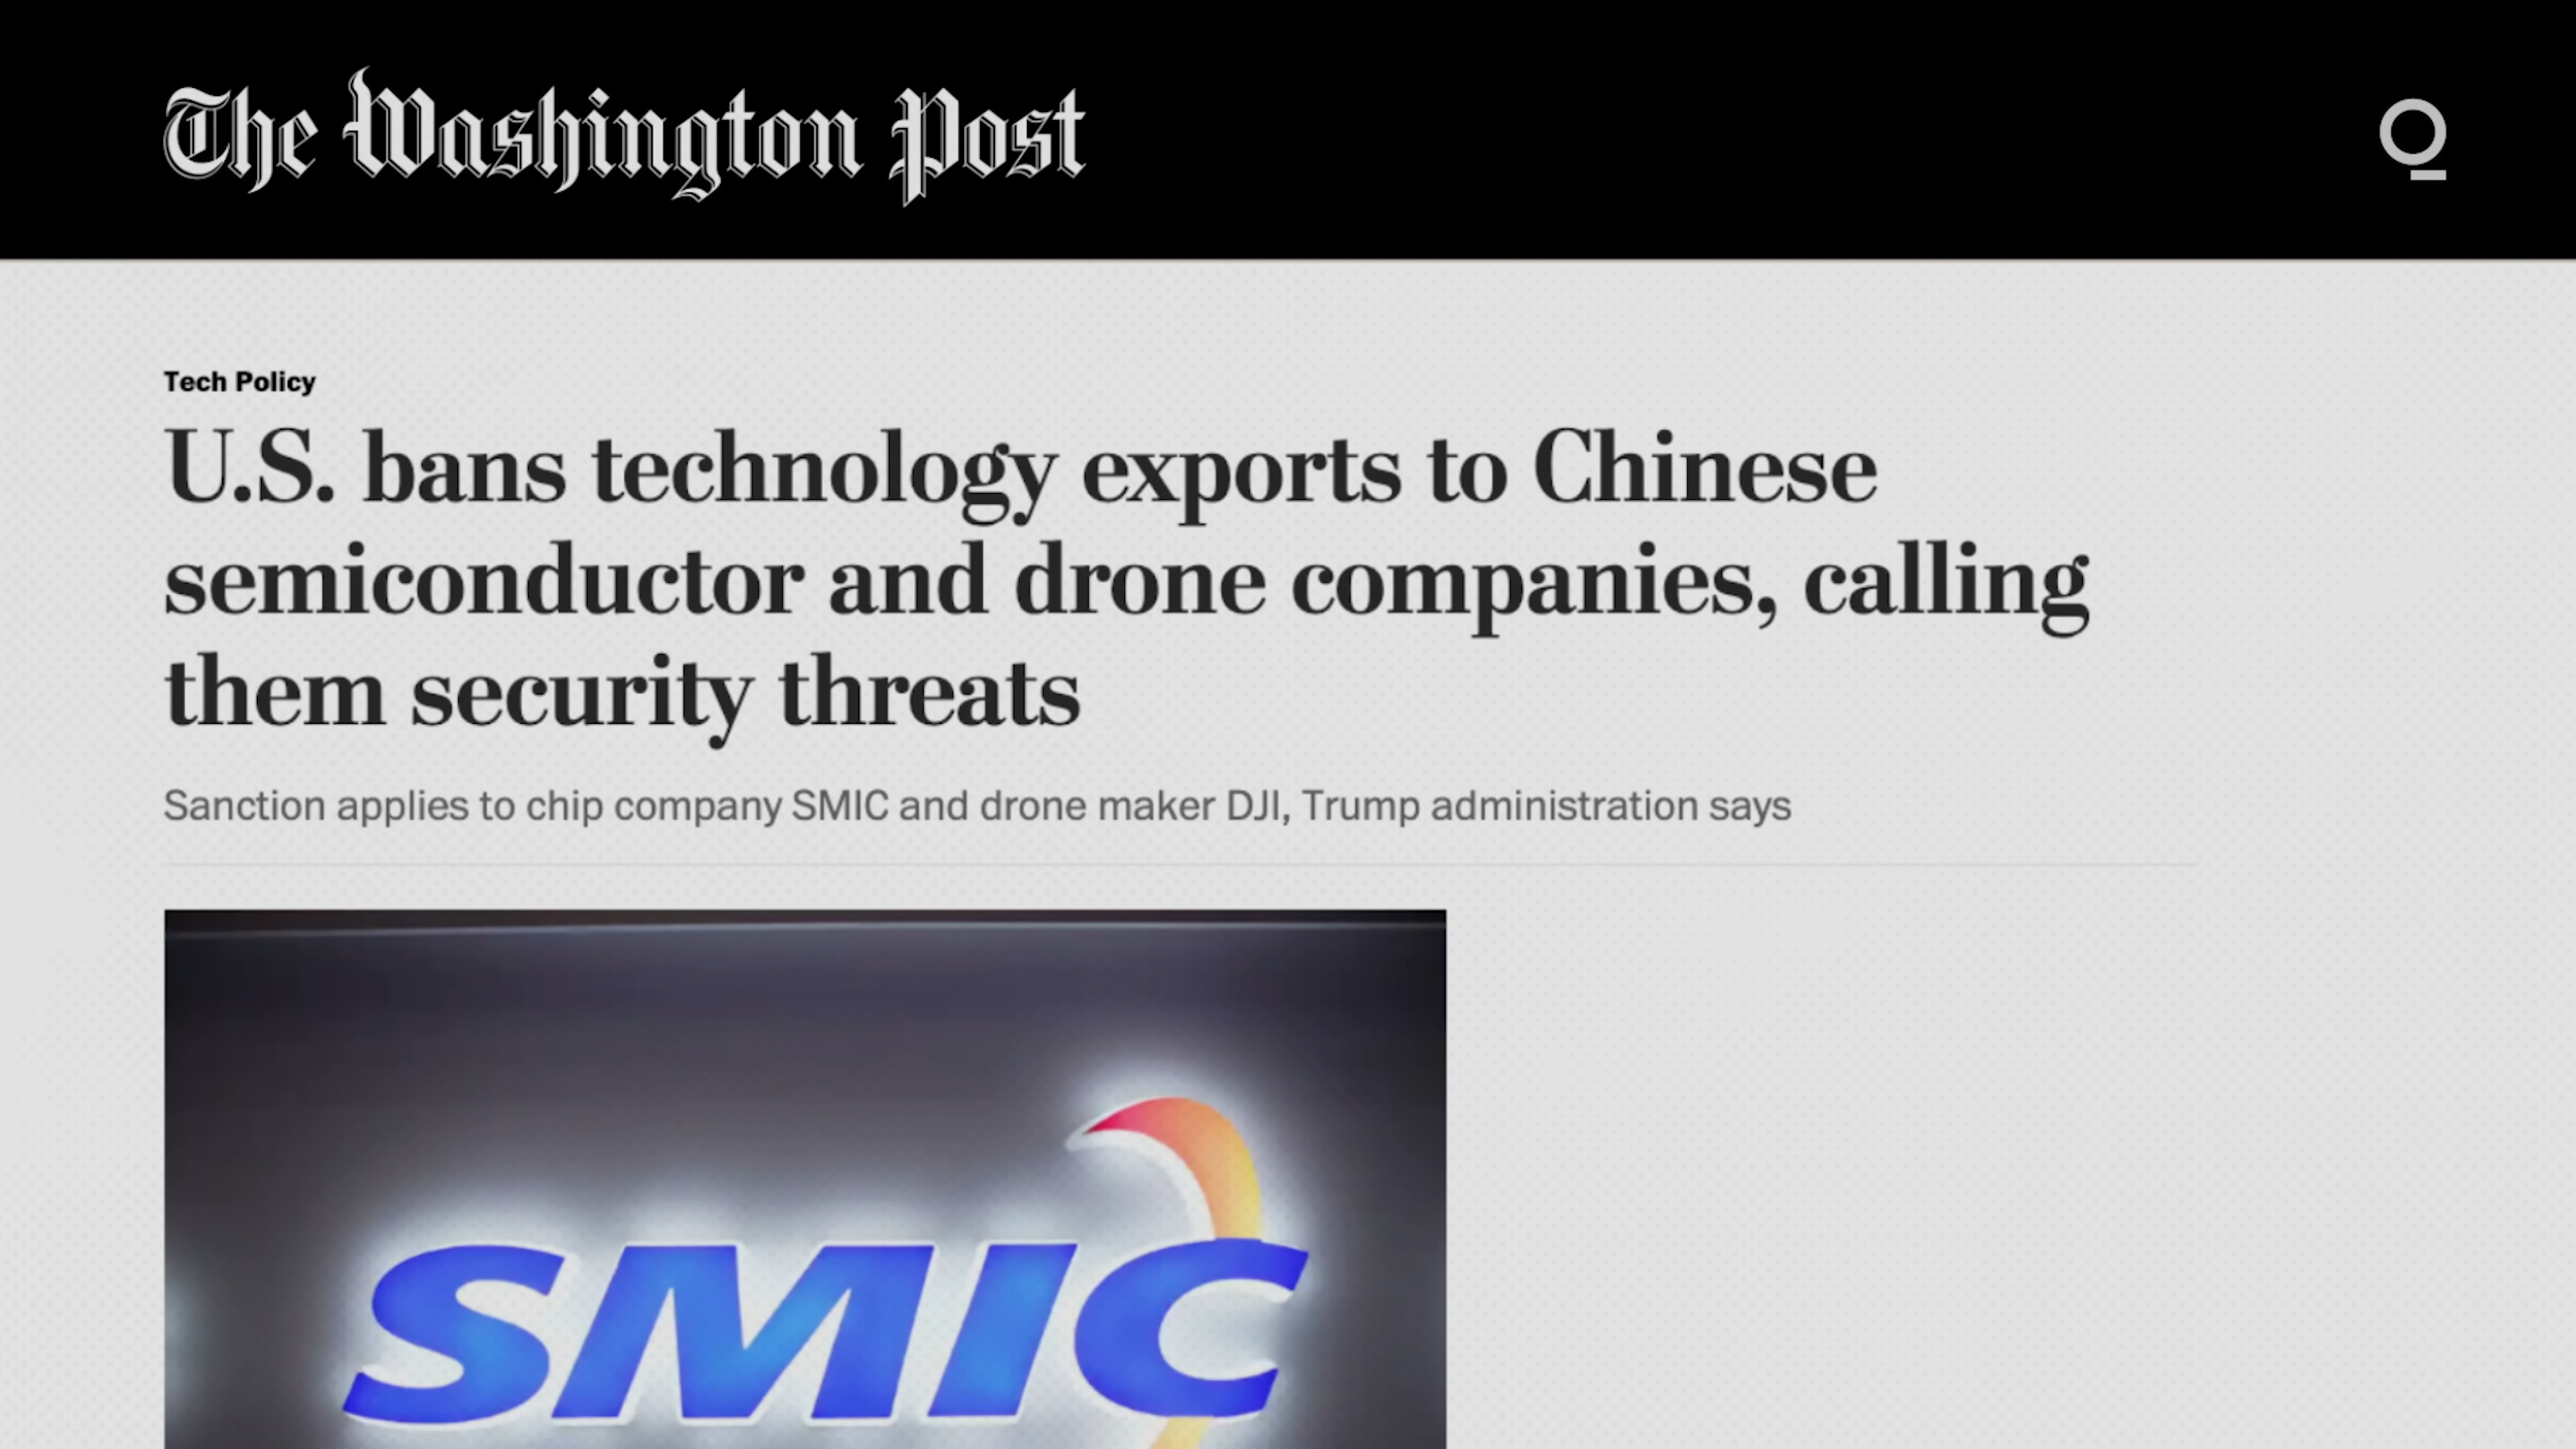 The Washington Post
Tech Policy
U.S. bans technology exports to Chinese
semiconductor and drone companies, calling
them security threats
Sanction applies to chip company SMIC and drone maker DJI, Trump administration says
SMIC